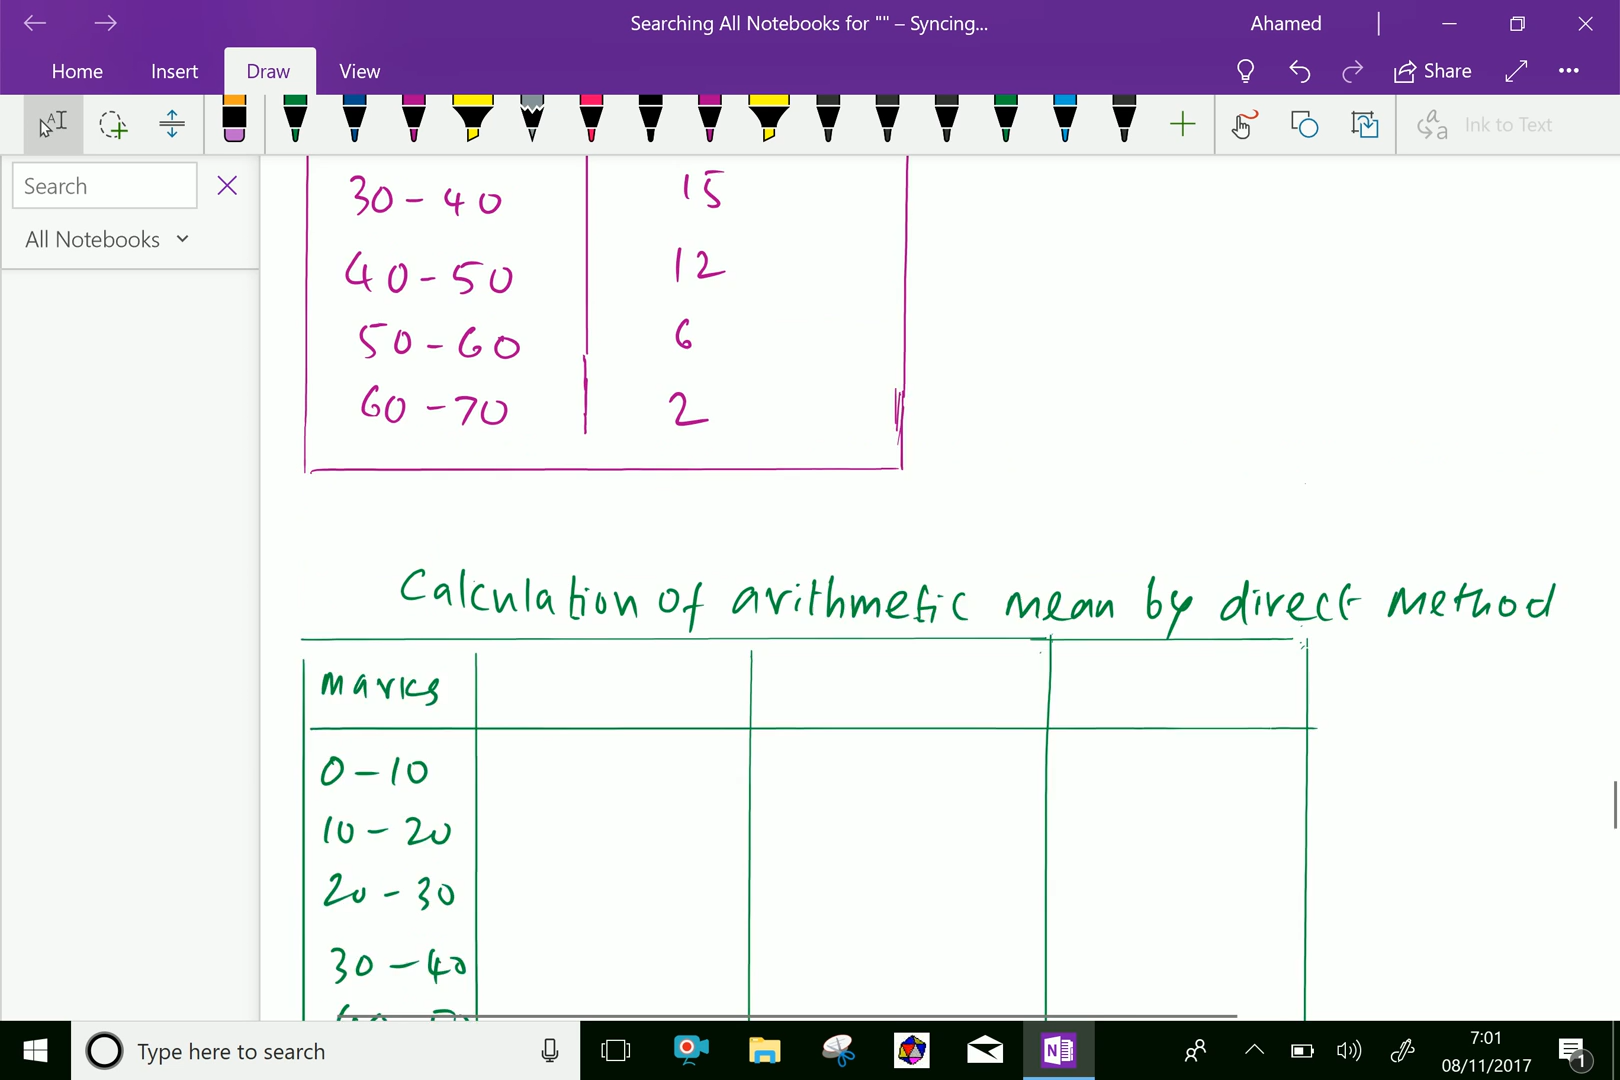 Searching All Notebooks for "" – Syncing...
Ahamed
Home Insert Draw View
Share
Ink to Text
Search
All Notebooks
30 - 40 15
40 - 50 12
50 - 60 6
60 - 70 2
Calculation of arithmetic mean by direct method
marks
0 - 10
10 - 20
20 - 30
30 - 40
Type here to search
7:01
08/11/2017
1